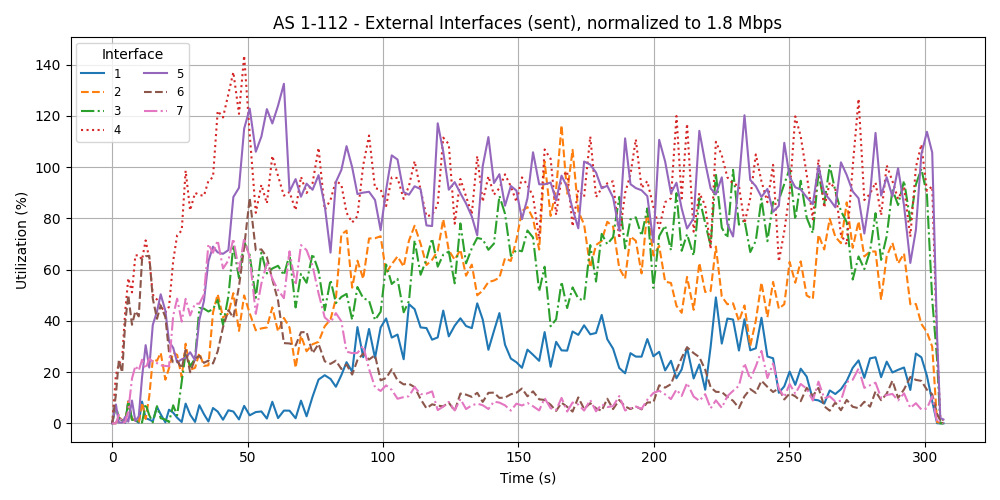 AS 1-112 - External Interfaces (sent), normalized to 1.8 Mbps
Interface
1 5
2 6
3 7
4
Utilization (%)
140
120
100
80
60
40
20
0
0 50 100 150 200 250 300
Time (s)